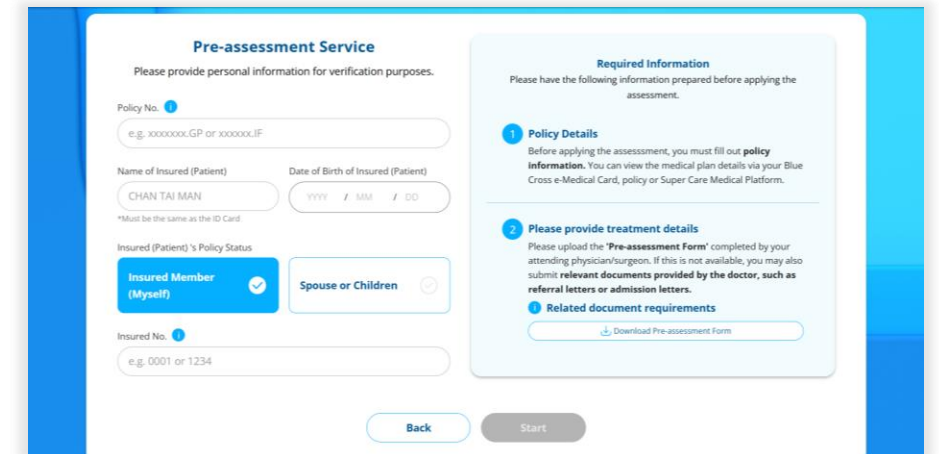 Pre-assessment Service
Please provide personal information for verification purposes.
Policy No.
e.g. xxxxxxx.GP or xxxxxx.IF
Name of Insured (Patient)
Date of Birth of Insured (Patient)
CHAN TAI MAN
YYYY / MM / DD
*Must be the same as the ID Card
Insured (Patient) 's Policy Status
Insured Member
(Myself)
Spouse or Children
Insured No.
e.g. 0001 or 1234
Required Information
Please have the following information prepared before applying the
assessment.
1 Policy Details
Before applying the assesssment, you must fill out policy
information. You can view the medical plan details via your Blue
Cross e-Medical Card, policy or Super Care Medical Platform.
2 Please provide treatment details
Please upload the 'Pre-assessment Form' completed by your
attending physician/surgeon. If this is not available, you may also
submit relevant documents provided by the doctor, such as
referral letters or admission letters.
i Related document requirements
Download Pre-assessment Form
Back
Start